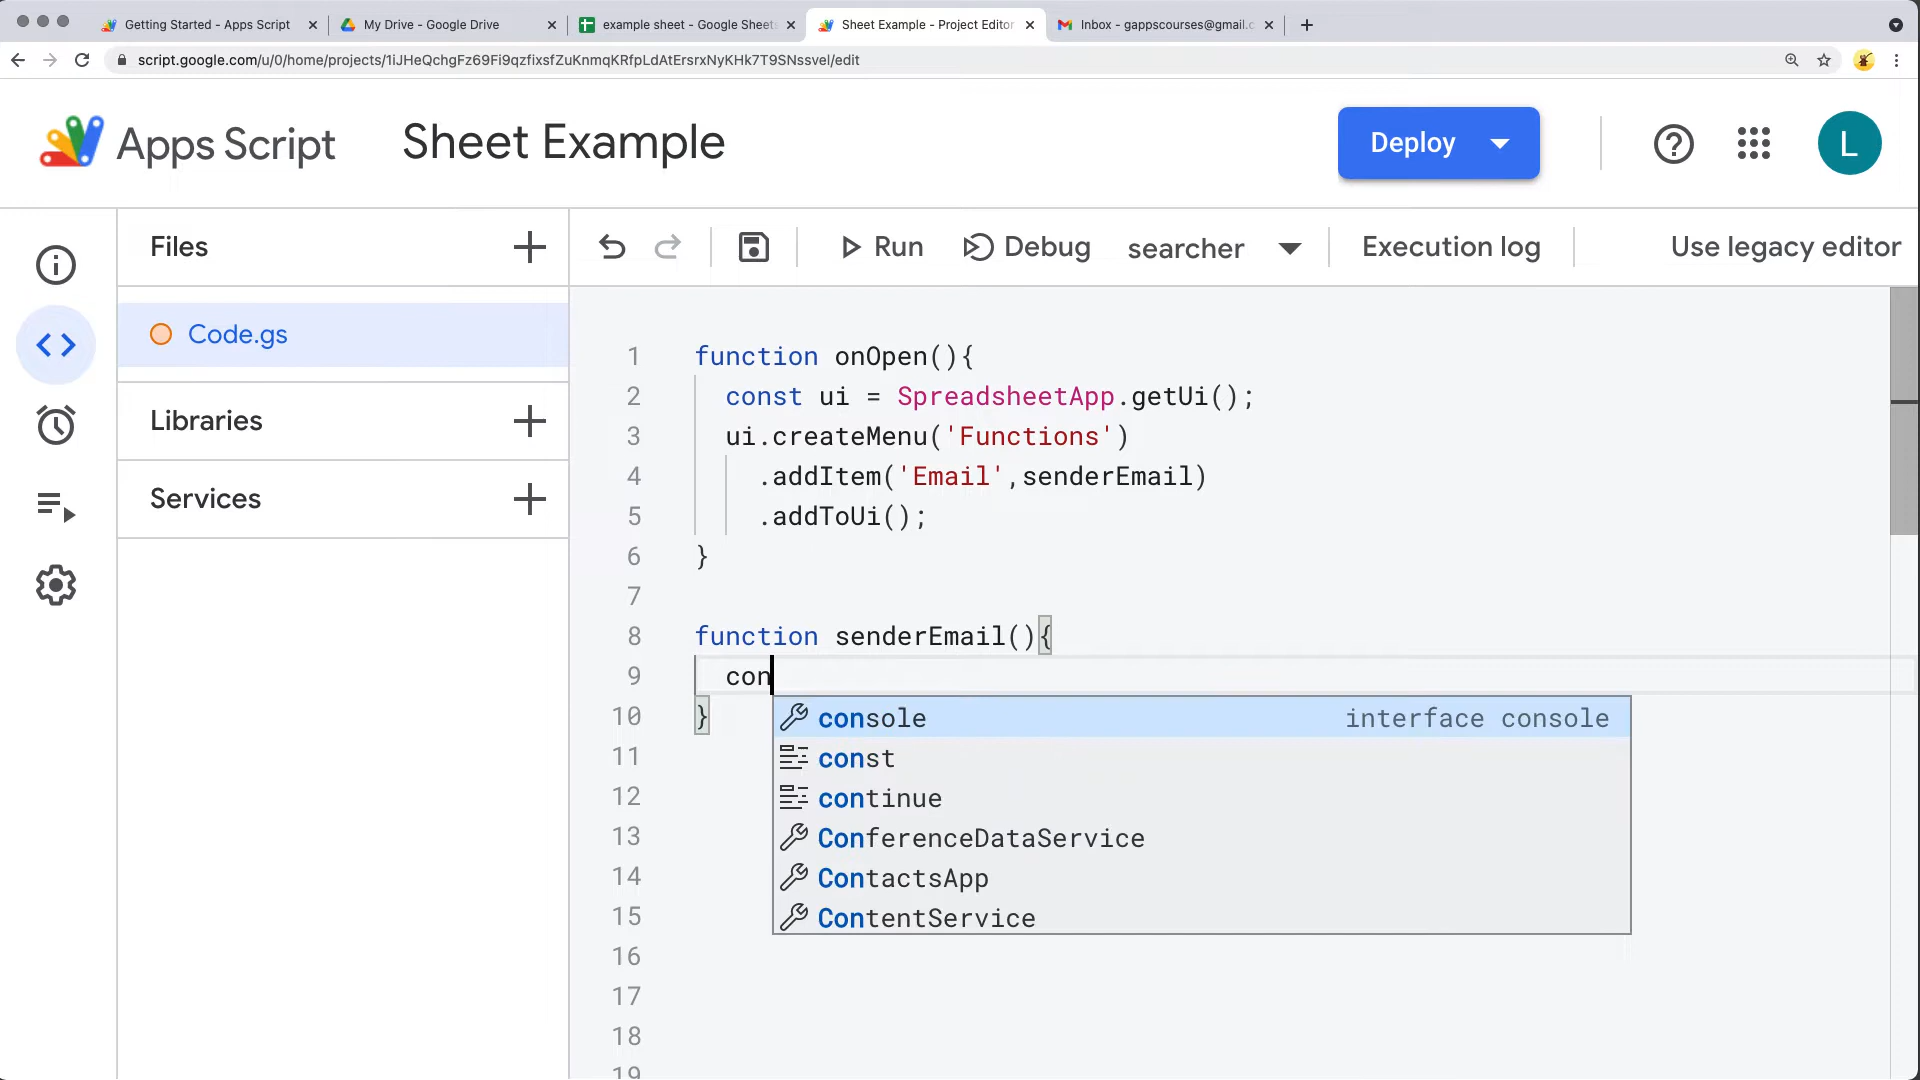 Getting Started - Apps Script
My Drive - Google Drive
example sheet - Google Sheets
Sheet Example - Project Editor
Inbox - gappscourses@gmail.c
script.google.com/u/0/home/projects/1iJHeQchgFz69Fi9qzfixsfZuKnmqKRfpLdAtErsrxNyKHk7T9SNssvel/edit
Apps Script
Sheet Example
Deploy
L
Files
Run
Debug
searcher
Execution log
Use legacy editor
Code.gs
Libraries
Services
1 function onOpen(){
2 const ui = SpreadsheetApp.getUi();
3 ui.createMenu('Functions')
4 .addItem('Email',senderEmail)
5 .addToUi();
6 }
7
8 function senderEmail(){
9 con
10 }
console interface console
11
const
12
continue
13
ConferenceDataService
14
ContactsApp
15
ContentService
16
17
18
19